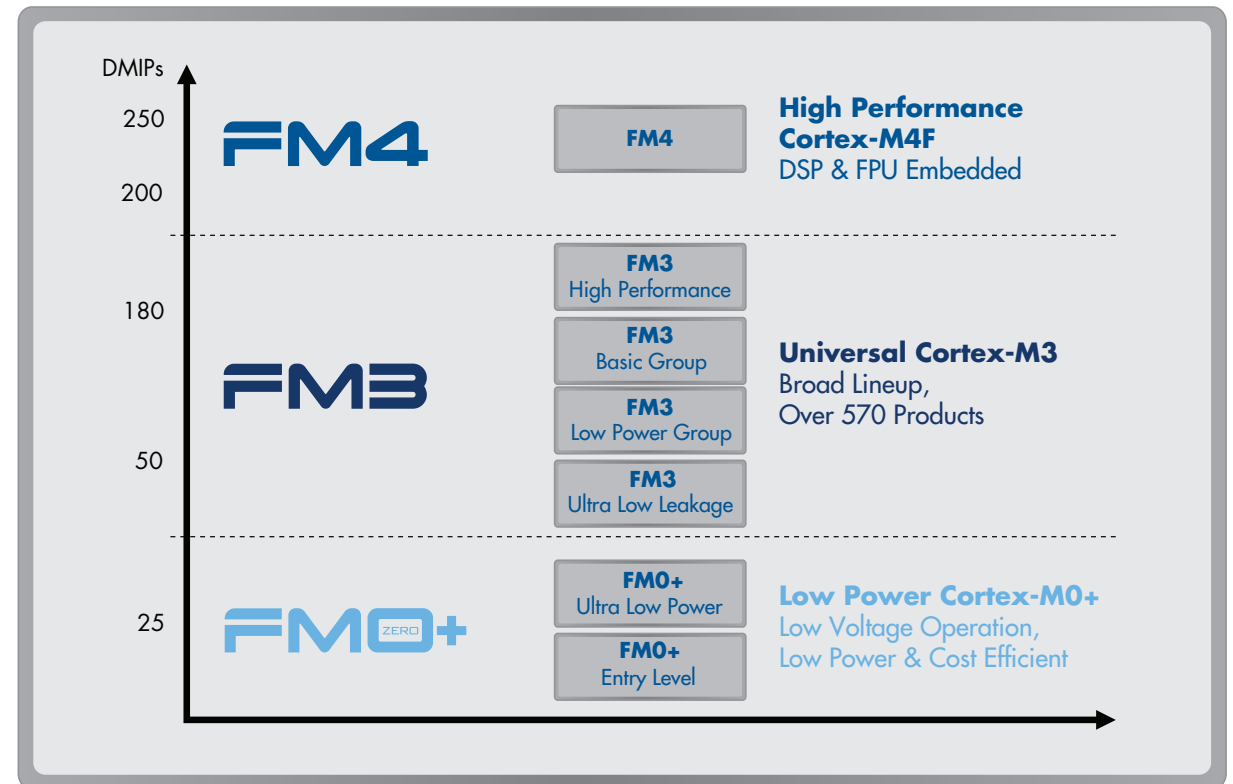 DMIPs
250
200
180
50
25
FM4
FM4
High Performance
Cortex-M4F
DSP & FPU Embedded
FM3
FM3
High Performance
FM3
Basic Group
FM3
Low Power Group
FM3
Ultra Low Leakage
Universal Cortex-M3
Broad Lineup,
Over 570 Products
FM0+
ZERO
FM0+
Ultra Low Power
FM0+
Entry Level
Low Power Cortex-M0+
Low Voltage Operation,
Low Power & Cost Efficient